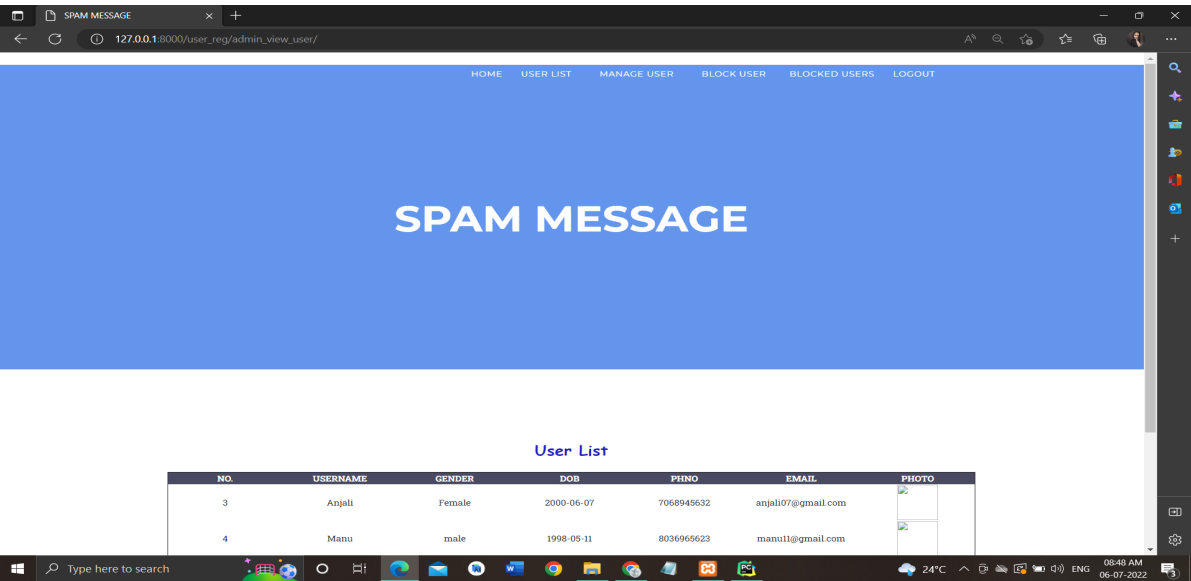 SPAM MESSAGE
127.0.0.1:8000/user_reg/admin_view_user/
HOME USER LIST MANAGE USER BLOCK USER BLOCKED USERS LOGOUT
SPAM MESSAGE
User List
NO. USERNAME GENDER DOB PHNO EMAIL PHOTO
3 Anjali Female 2000-06-07 7068945632 anjali07@gmail.com
4 Manu male 1998-05-11 8036965623 manu11@gmail.com
Type here to search
24°C ENG 08:48 AM
06-07-2022
3